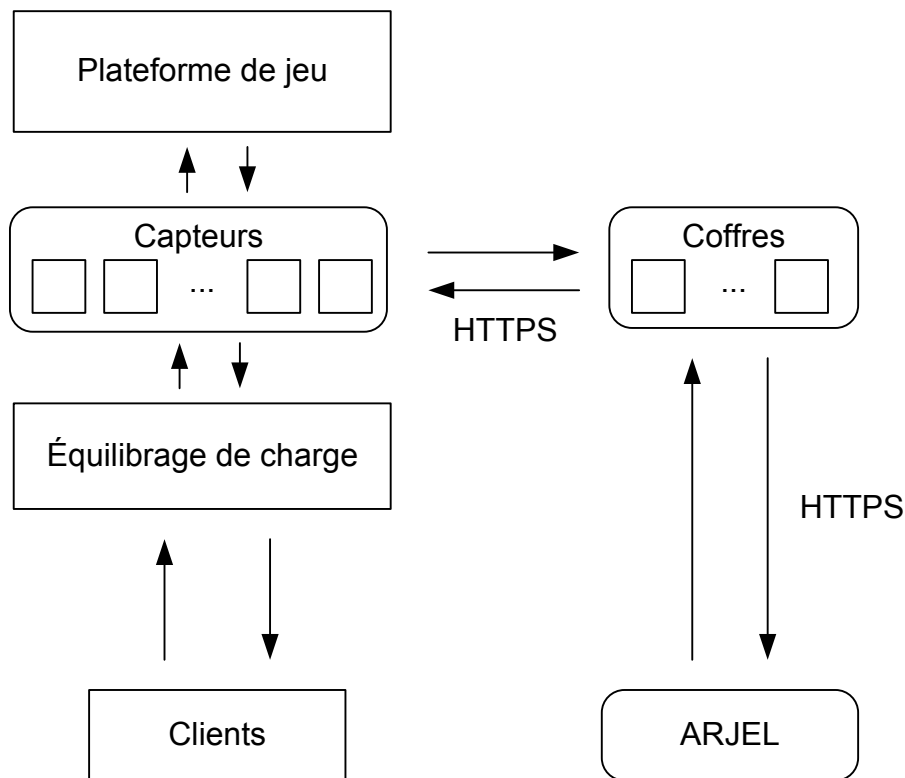 Plateforme de jeu
Capteurs
...
Coffres
...
HTTPS
Équilibrage de charge
HTTPS
Clients
ARJEL